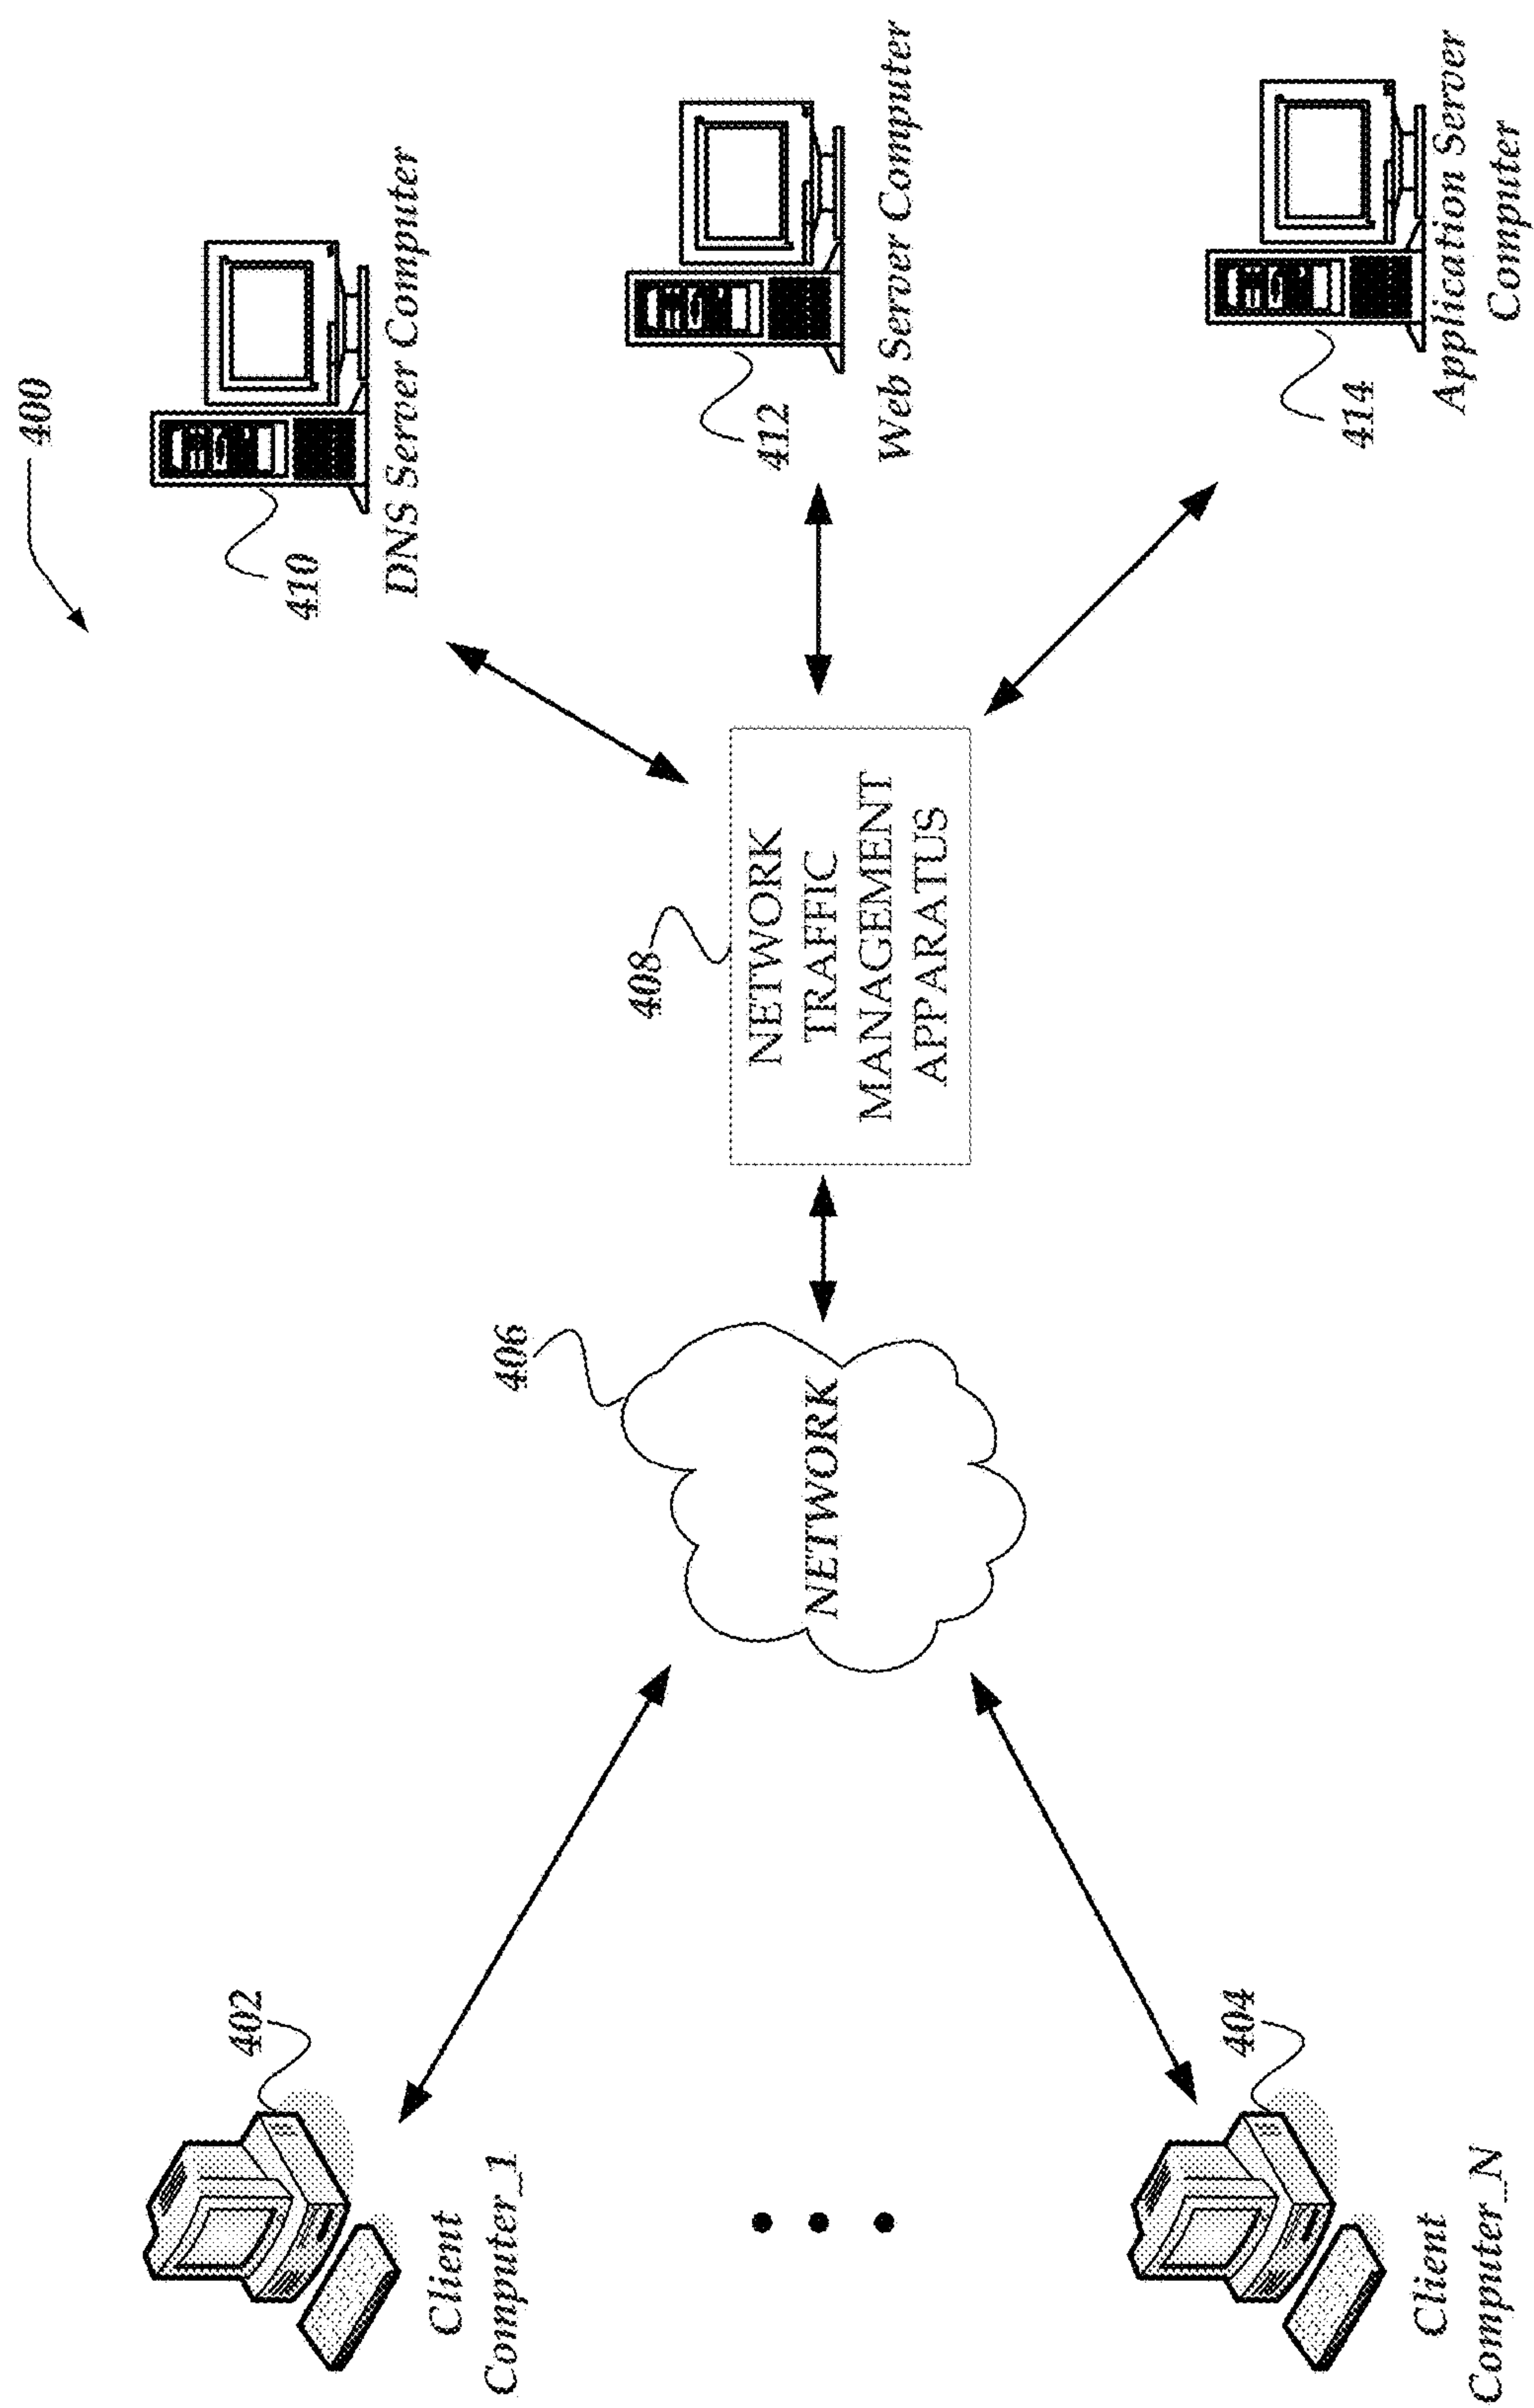 400
402
Client
Computer_1
404
Client
Computer_N
406
NETWORK
408
NETWORK
TRAFFIC
MANAGEMENT
APPARATUS
410
DNS Server Computer
412
Web Server Computer
414
Application Server
Computer